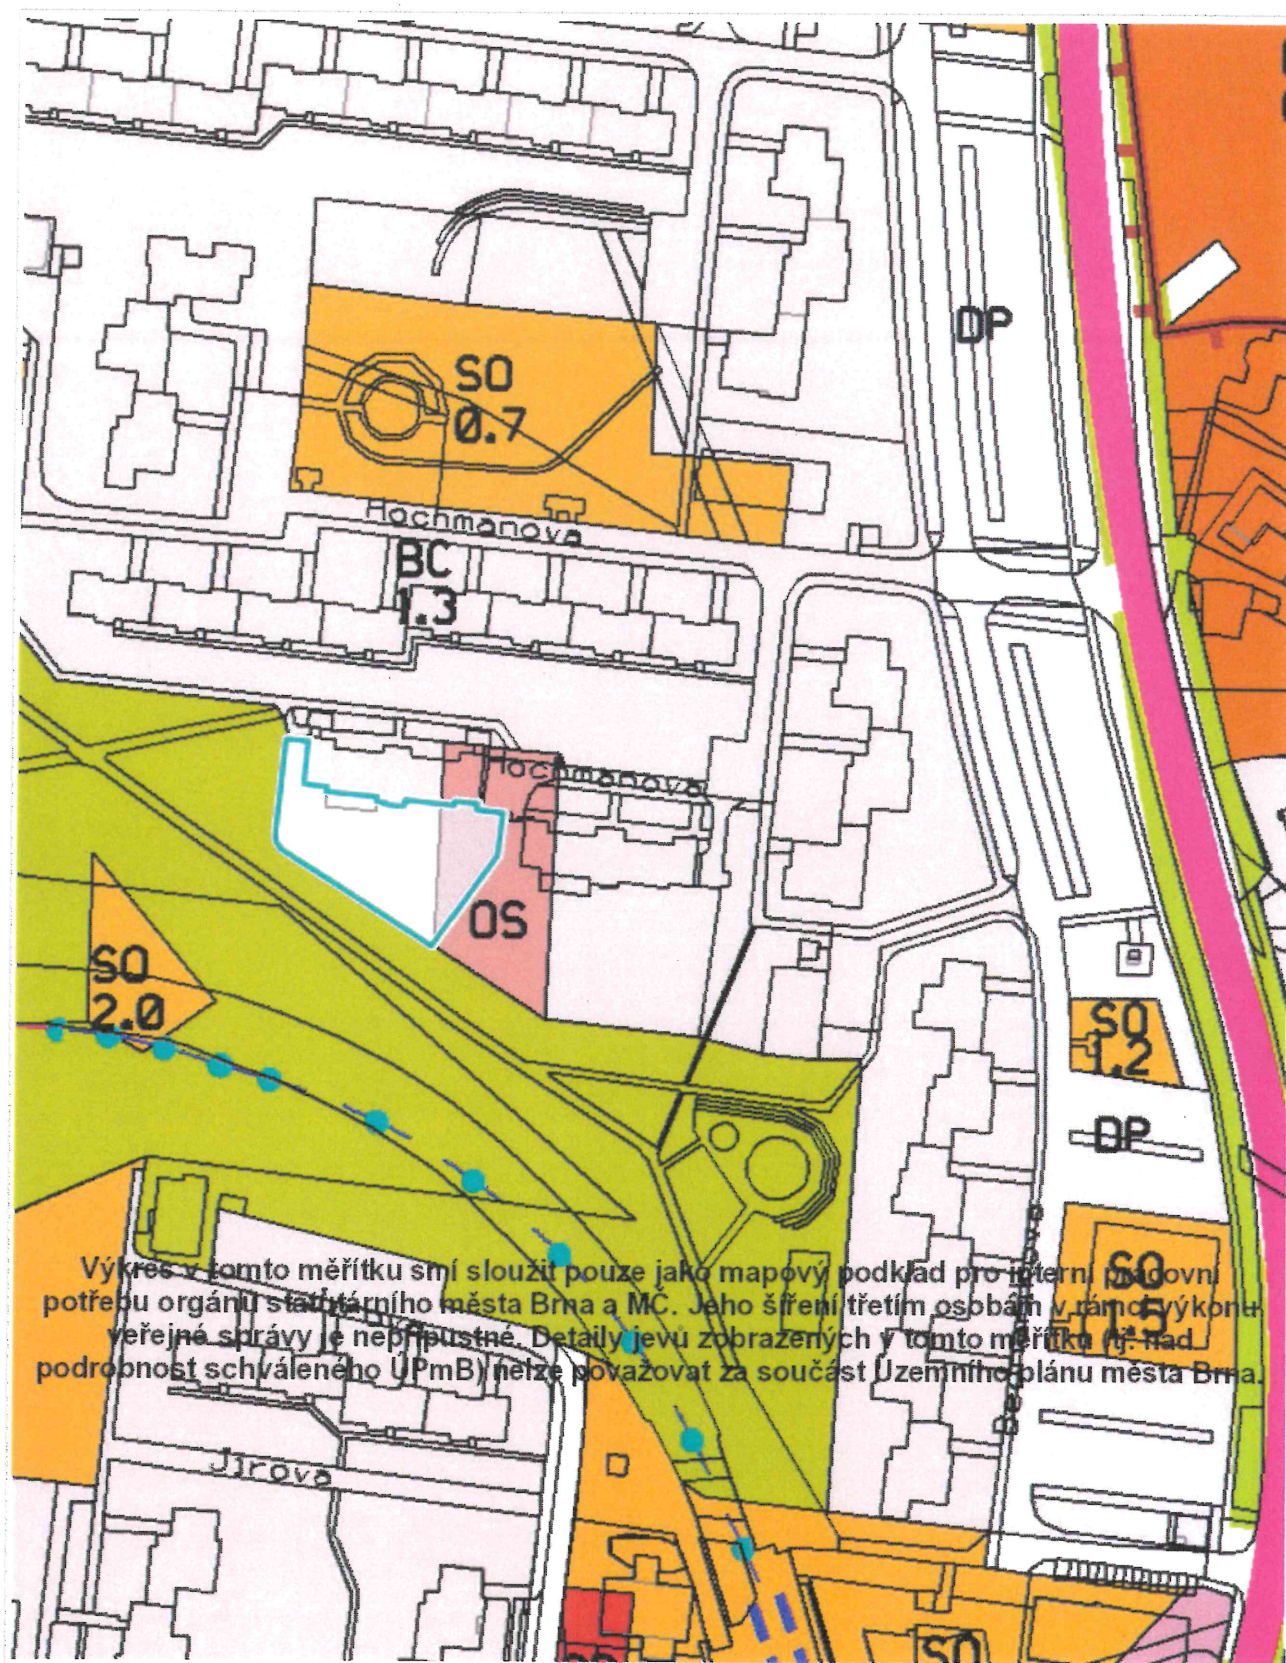 DP
SO
0.7
Hochmanova
BC
1.3
Hochmanova
OS
SO
2.0
SO
1.2
DP
SO
1.5
Výkres v tomto měřítku smí sloužit pouze jako mapový podklad pro interní pracovní
potřebu orgánů statutárního města Brna a MČ. Jeho šíření třetím osobám v rámci výkonu
veřejné správy je nepřípustné. Detaily jevů zobrazených v tomto měřítku (tj. nad
podrobnost schváleného ÚPmB) nelze považovat za součást Územního plánu města Brna.
Jírova
SO